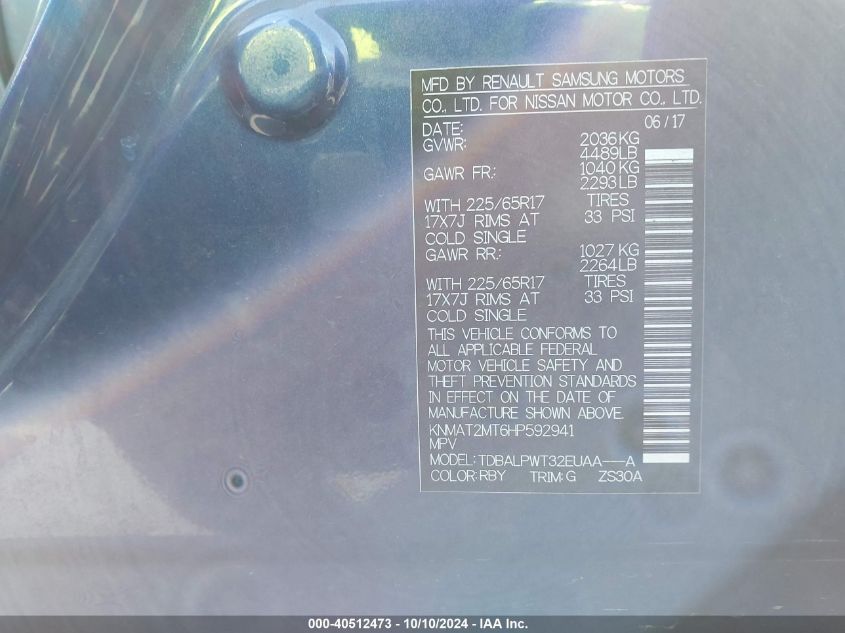 MFD BY RENAULT SAMSUNG MOTORS
CO., LTD. FOR NISSAN MOTOR CO., LTD.
DATE: 06/17
GVWR: 2036KG
4489LB
GAWR FR.: 1040KG
2293LB
WITH 225/65R17 TIRES
17X7J RIMS AT 33 PSI
COLD SINGLE
GAWR RR.: 1027KG
2264LB
WITH 225/65R17 TIRES
17X7J RIMS AT 33 PSI
COLD SINGLE
THIS VEHICLE CONFORMS TO
ALL APPLICABLE FEDERAL
MOTOR VEHICLE SAFETY AND
THEFT PREVENTION STANDARDS
IN EFFECT ON THE DATE OF
MANUFACTURE SHOWN ABOVE.
KNMAT2MT6HP592941
MPV
MODEL: TDBALPWT32EUAA---A
COLOR: RBY TRIM: G ZS30A
000-40512473 - 10/10/2024 - IAA Inc.